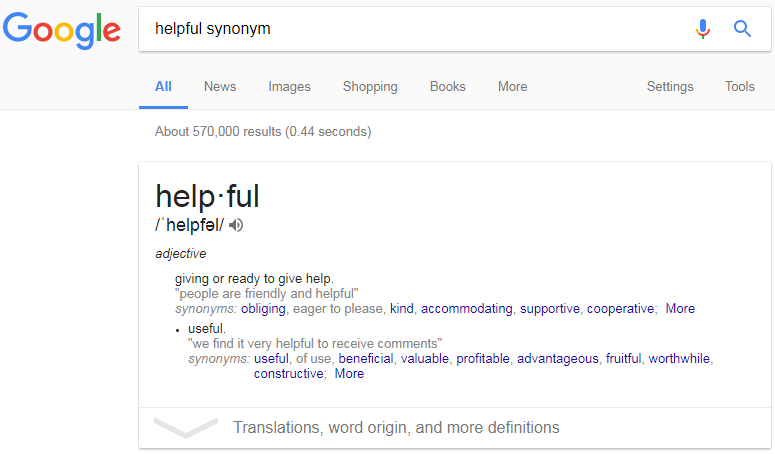 Google
helpful synonym
All News Images Shopping Books More Settings Tools
About 570,000 results (0.44 seconds)
help·ful
/ˈhelpfəl/
adjective
giving or ready to give help.
"people are friendly and helpful"
synonyms: obliging, eager to please, kind, accommodating, supportive, cooperative; More
• useful.
"we find it very helpful to receive comments"
synonyms: useful, of use, beneficial, valuable, profitable, advantageous, fruitful, worthwhile,
constructive; More
Translations, word origin, and more definitions